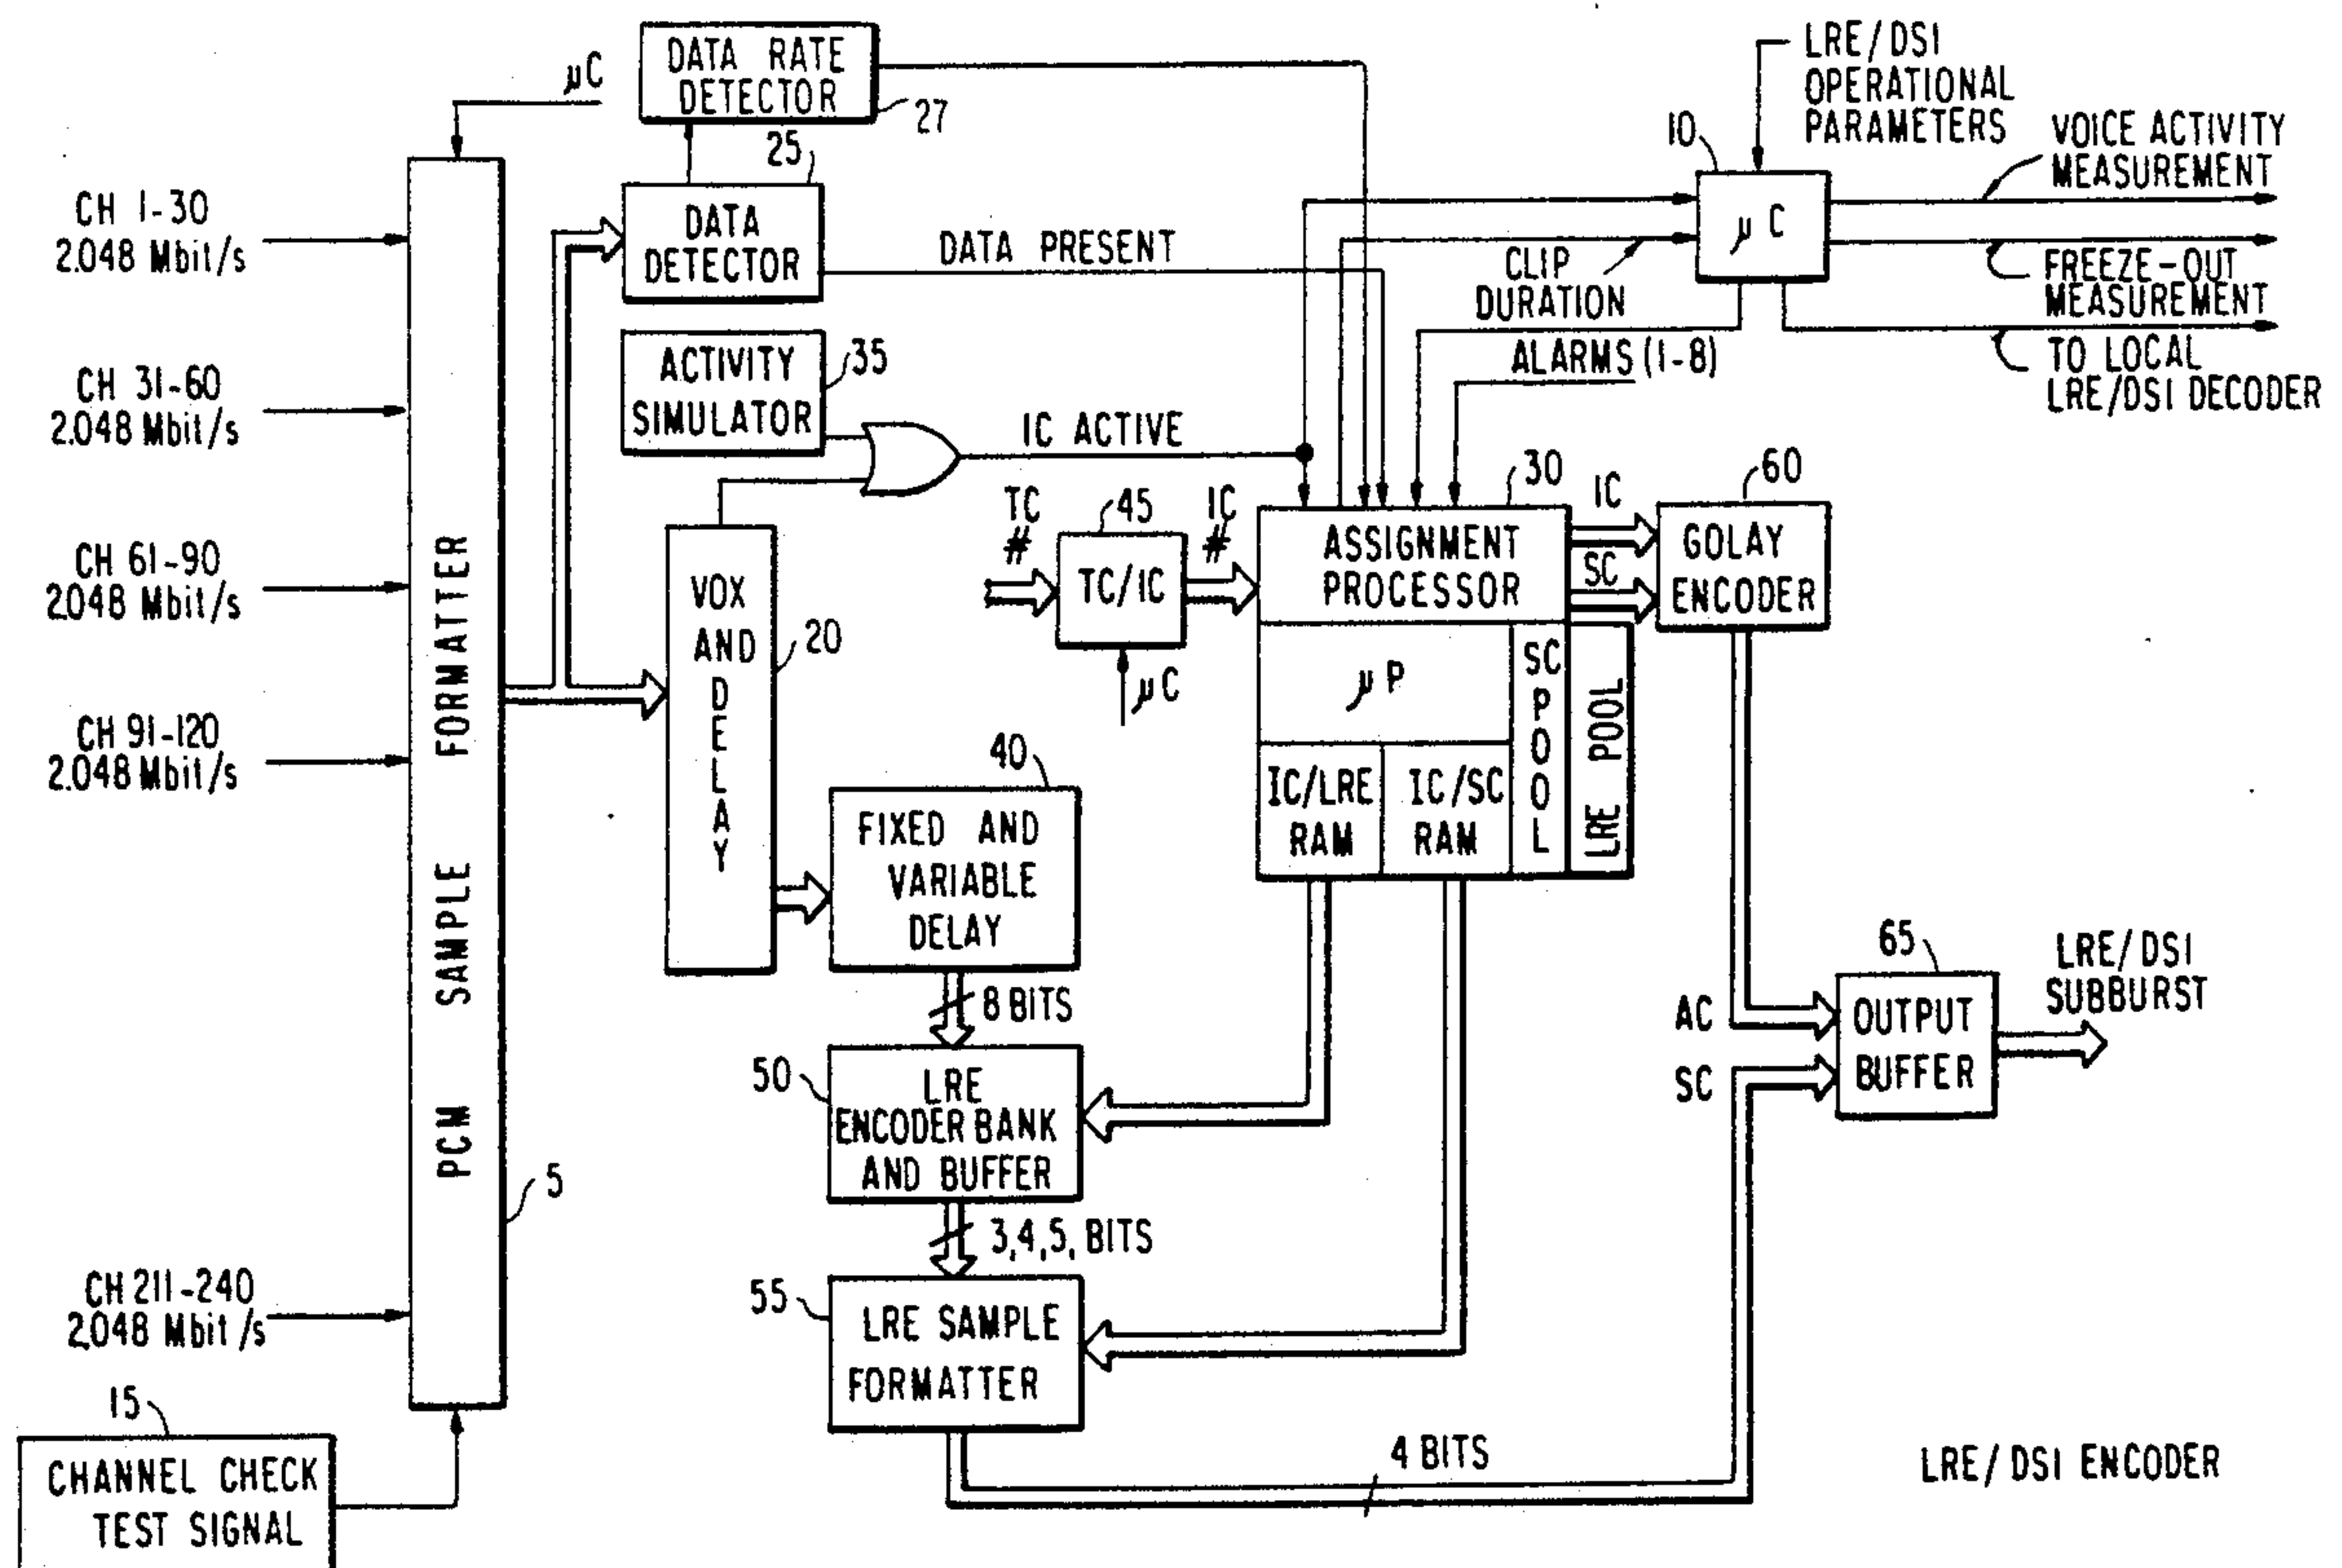 DATA RATE
DETECTOR
27
μC
25
DATA
DETECTOR
DATA PRESENT
LRE/DSI
OPERATIONAL
PARAMETERS
10
μC
VOICE ACTIVITY
MEASUREMENT
FREEZE-OUT
MEASUREMENT
TO LOCAL
LRE/DSI DECODER
CLIP
DURATION
ALARMS (1-8)
CH 1-30
2.048 Mbit/s
CH 31-60
2.048 Mbit/s
CH 61-90
2.048 Mbit/s
CH 91-120
2.048 Mbit/s
CH 211-240
2.048 Mbit/s
PCM SAMPLE FORMATTER
5
15
CHANNEL CHECK
TEST SIGNAL
ACTIVITY
SIMULATOR
35
IC ACTIVE
VOX
AND
DELAY
20
TC
#
45
TC/IC
IC
#
μC
30
ASSIGNMENT
PROCESSOR
μP
SC
POOL
LRE POOL
IC/LRE
RAM
IC/SC
RAM
IC
SC
60
GOLAY
ENCODER
40
FIXED AND
VARIABLE
DELAY
8 BITS
50
LRE
ENCODER BANK
AND BUFFER
3,4,5, BITS
55
LRE SAMPLE
FORMATTER
4 BITS
AC
SC
65
OUTPUT
BUFFER
LRE/DSI
SUBBURST
LRE/DSI ENCODER